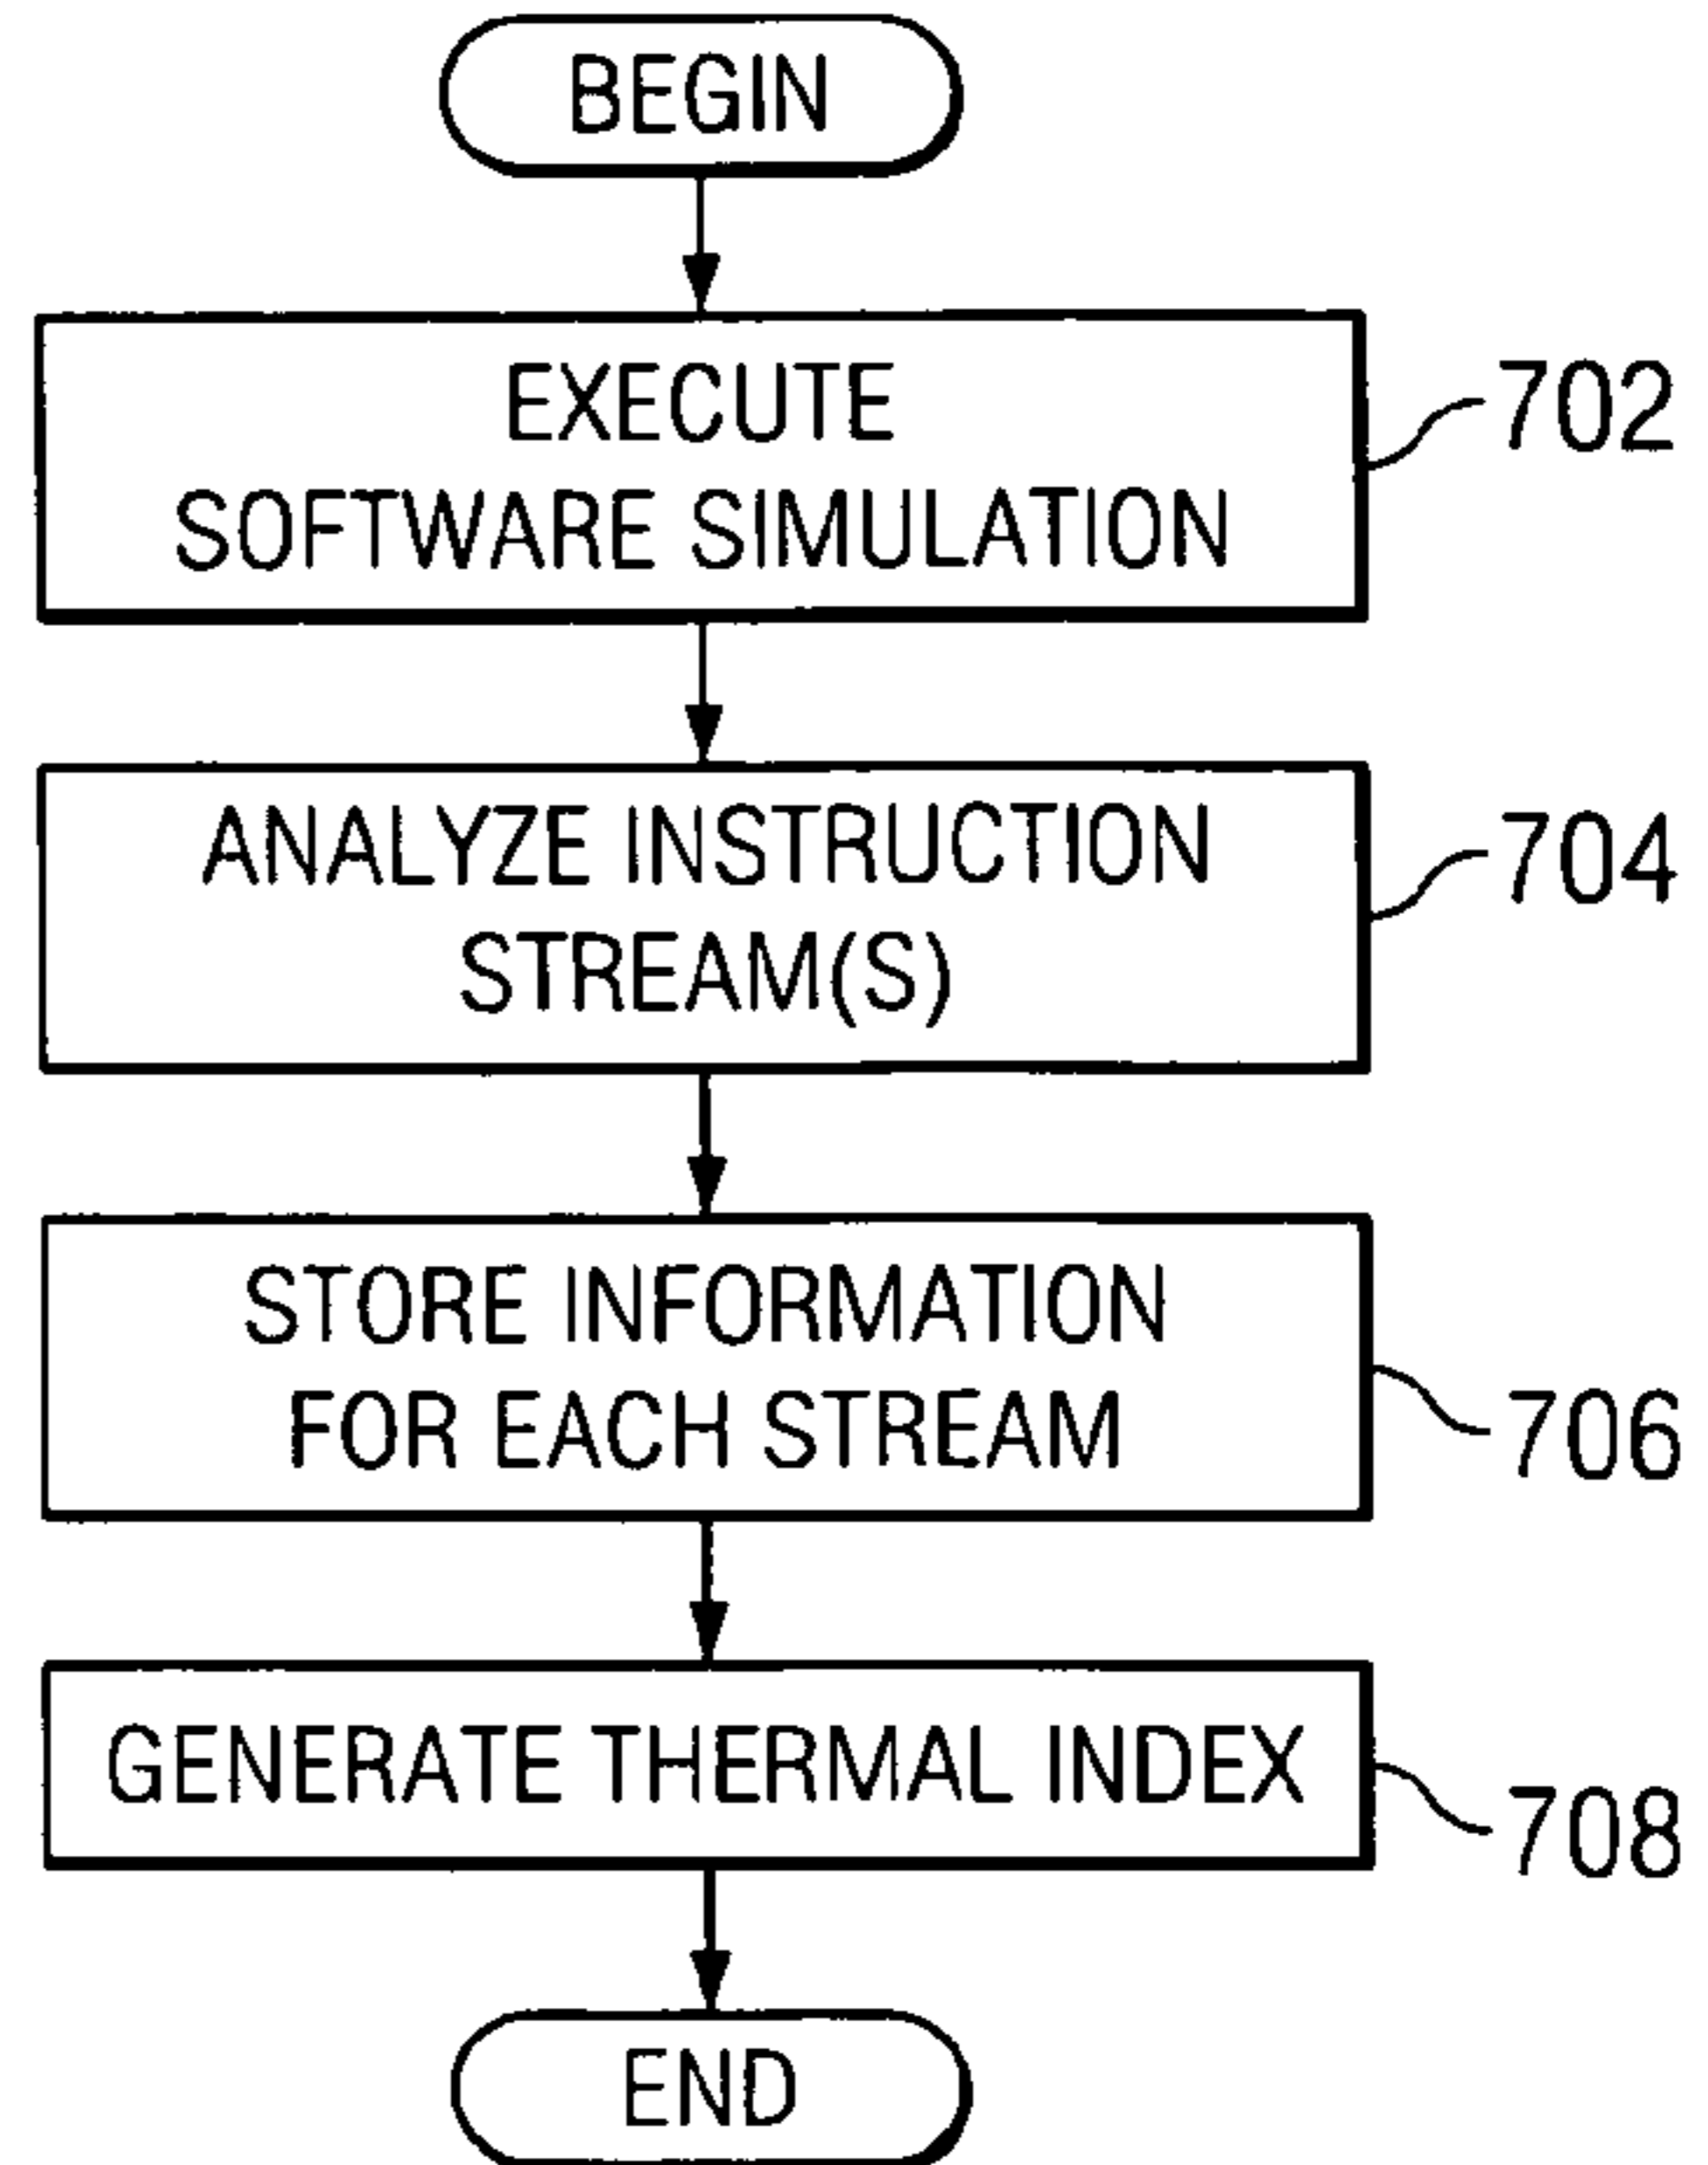 BEGIN
EXECUTE
SOFTWARE SIMULATION
702
ANALYZE INSTRUCTION
STREAM(S)
704
STORE INFORMATION
FOR EACH STREAM
706
GENERATE THERMAL INDEX
708
END